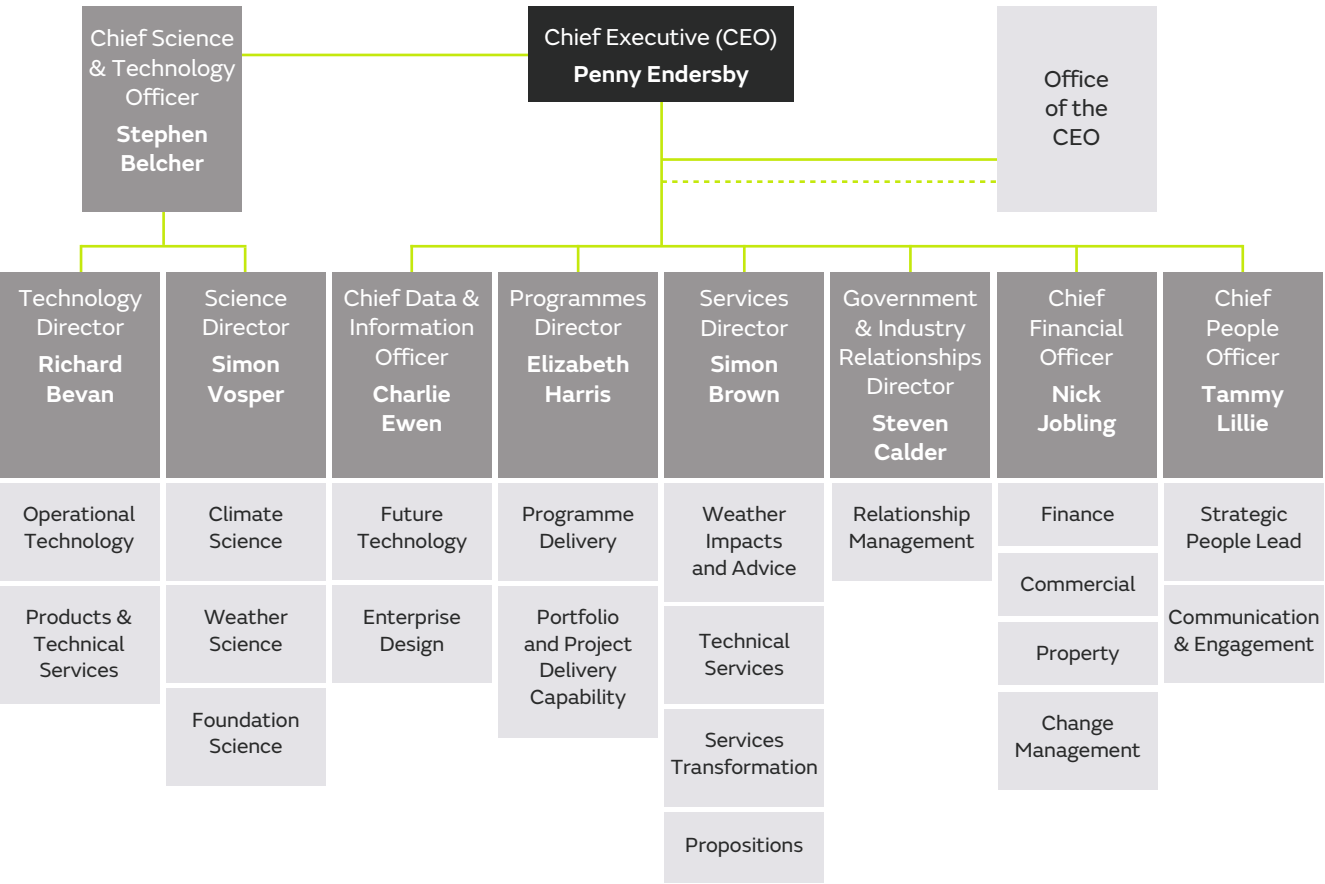 Chief Science
& Technology
Officer
Stephen
Belcher
Chief Executive (CEO)
Penny Endersby
Office
of the
CEO
Technology
Director
Richard
Bevan
Operational
Technology
Products &
Technical
Services
Science
Director
Simon
Vosper
Climate
Science
Weather
Science
Foundation
Science
Chief Data &
Information
Officer
Charlie
Ewen
Future
Technology
Enterprise
Design
Programmes
Director
Elizabeth
Harris
Programme
Delivery
Portfolio
and Project
Delivery
Capability
Services
Director
Simon
Brown
Weather
Impacts
and Advice
Technical
Services
Services
Transformation
Propositions
Government
& Industry
Relationships
Director
Steven
Calder
Relationship
Management
Chief
Financial
Officer
Nick
Jobling
Finance
Commercial
Property
Change
Management
Chief
People
Officer
Tammy
Lillie
Strategic
People Lead
Communication
& Engagement